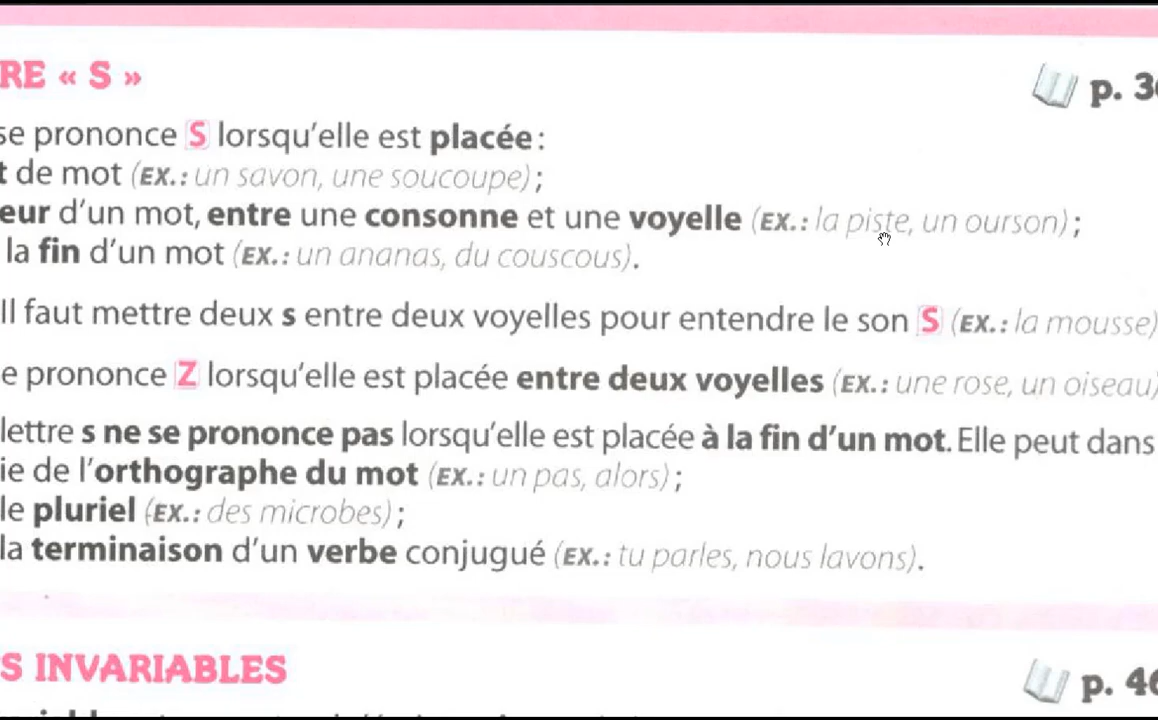 RE « S »
p. 3
se prononce S lorsqu'elle est placée :
t de mot (EX.: un savon, une soucoupe) ;
eur d'un mot, entre une consonne et une voyelle (EX.: la piste, un ourson) ;
la fin d'un mot (EX.: un ananas, du couscous).
Il faut mettre deux s entre deux voyelles pour entendre le son S (EX.: la mousse)
e prononce Z lorsqu'elle est placée entre deux voyelles (EX.: une rose, un oiseau)
lettre s ne se prononce pas lorsqu'elle est placée à la fin d'un mot. Elle peut dans
ie de l'orthographe du mot (EX.: un pas, alors) ;
le pluriel (EX.: des microbes) ;
la terminaison d'un verbe conjugué (EX.: tu parles, nous lavons).
S INVARIABLES
p. 4